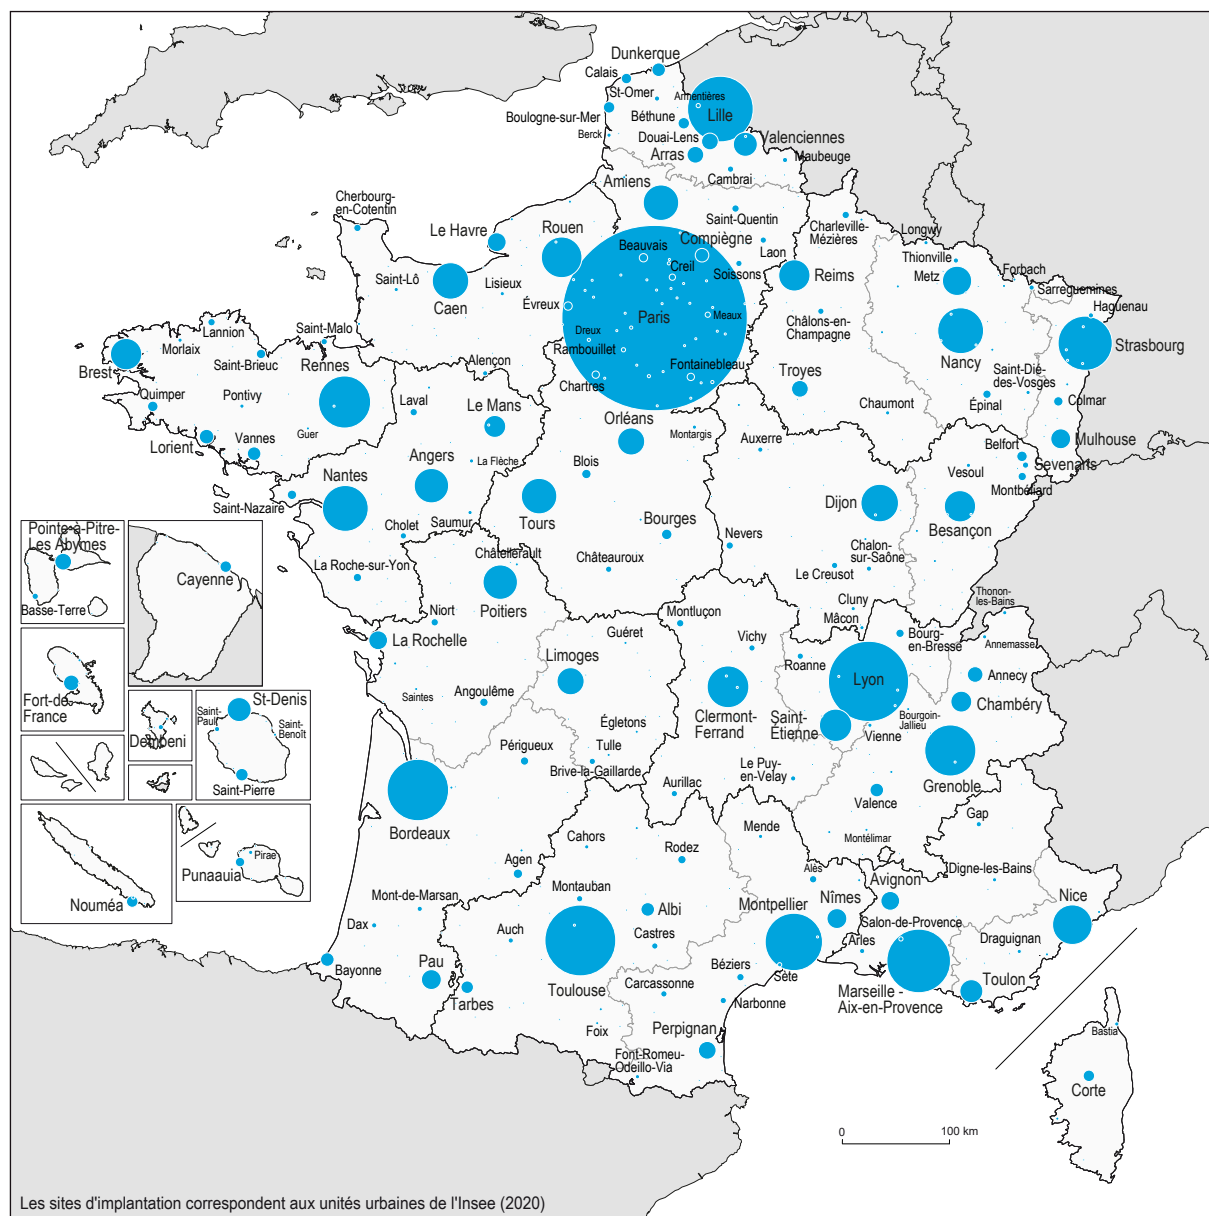 Dunkerque
Calais
St-Omer
Armentières
Lille
Boulogne-sur-Mer
Béthune
Berck
Douai-Lens
Valenciennes
Arras
Maubeuge
Cambrai
Amiens
Cherbourg-
en-Cotentin
Saint-Quentin
Charleville-
Mézières
Le Havre
Rouen
Beauvais
Compiègne
Laon
Longwy
Thionville
Metz
Forbach
Sarreguemines
Haguenau
Creil
Soissons
Reims
Saint-Lô
Caen
Lisieux
Évreux
Paris
Meaux
Châlons-en-
Champagne
Nancy
Strasbourg
Dreux
Rambouillet
Fontainebleau
Chartres
Lannion
Saint-Malo
Morlaix
Brest
Saint-Brieuc
Rennes
Alençon
Troyes
Saint-Dié-
des-Vosges
Épinal
Colmar
Quimper
Pontivy
Laval
Le Mans
Orléans
Chaumont
Guer
Montargis
Auxerre
Mulhouse
Lorient
Vannes
La Flèche
Belfort
Sevenans
Angers
Blois
Vesoul
Montbéliard
Nantes
Saint-Nazaire
Tours
Dijon
Besançon
Cholet
Saumur
Bourges
Nevers
Chalon-
sur-Saône
Pointe-à-Pitre-
Les Abymes
Cayenne
Basse-Terre
La Roche-sur-Yon
Châtellerault
Châteauroux
Le Creusot
Poitiers
Cluny
Mâcon
Thonon-
les-Bains
Niort
Montluçon
La Rochelle
Guéret
Vichy
Bourg-
en-Bresse
Annemasse
Roanne
Limoges
Lyon
Annecy
Fort-de-
France
Saintes
Angoulême
Clermont-
Ferrand
Saint-
Étienne
Bourgoin-
Jallieu
Vienne
Chambéry
St-Denis
Saint-
Paul
Saint-
Benoît
Dembeni
Saint-Pierre
Égletons
Périgueux
Tulle
Brive-la-Gaillarde
Le Puy-
en-Velay
Grenoble
Aurillac
Valence
Bordeaux
Gap
Cahors
Mende
Montélimar
Pirae
Punaauia
Nouméa
Agen
Rodez
Alès
Digne-les-Bains
Avignon
Mont-de-Marsan
Montauban
Albi
Montpellier
Nîmes
Nice
Dax
Auch
Castres
Salon-de-Provence
Arles
Draguignan
Bayonne
Pau
Toulouse
Béziers
Sète
Tarbes
Carcassonne
Narbonne
Marseille -
Aix-en-Provence
Toulon
Foix
Perpignan
Font-Romeu-
Odeillo-Via
Bastia
Corte
0
100 km
Les sites d'implantation correspondent aux unités urbaines de l'Insee (2020)